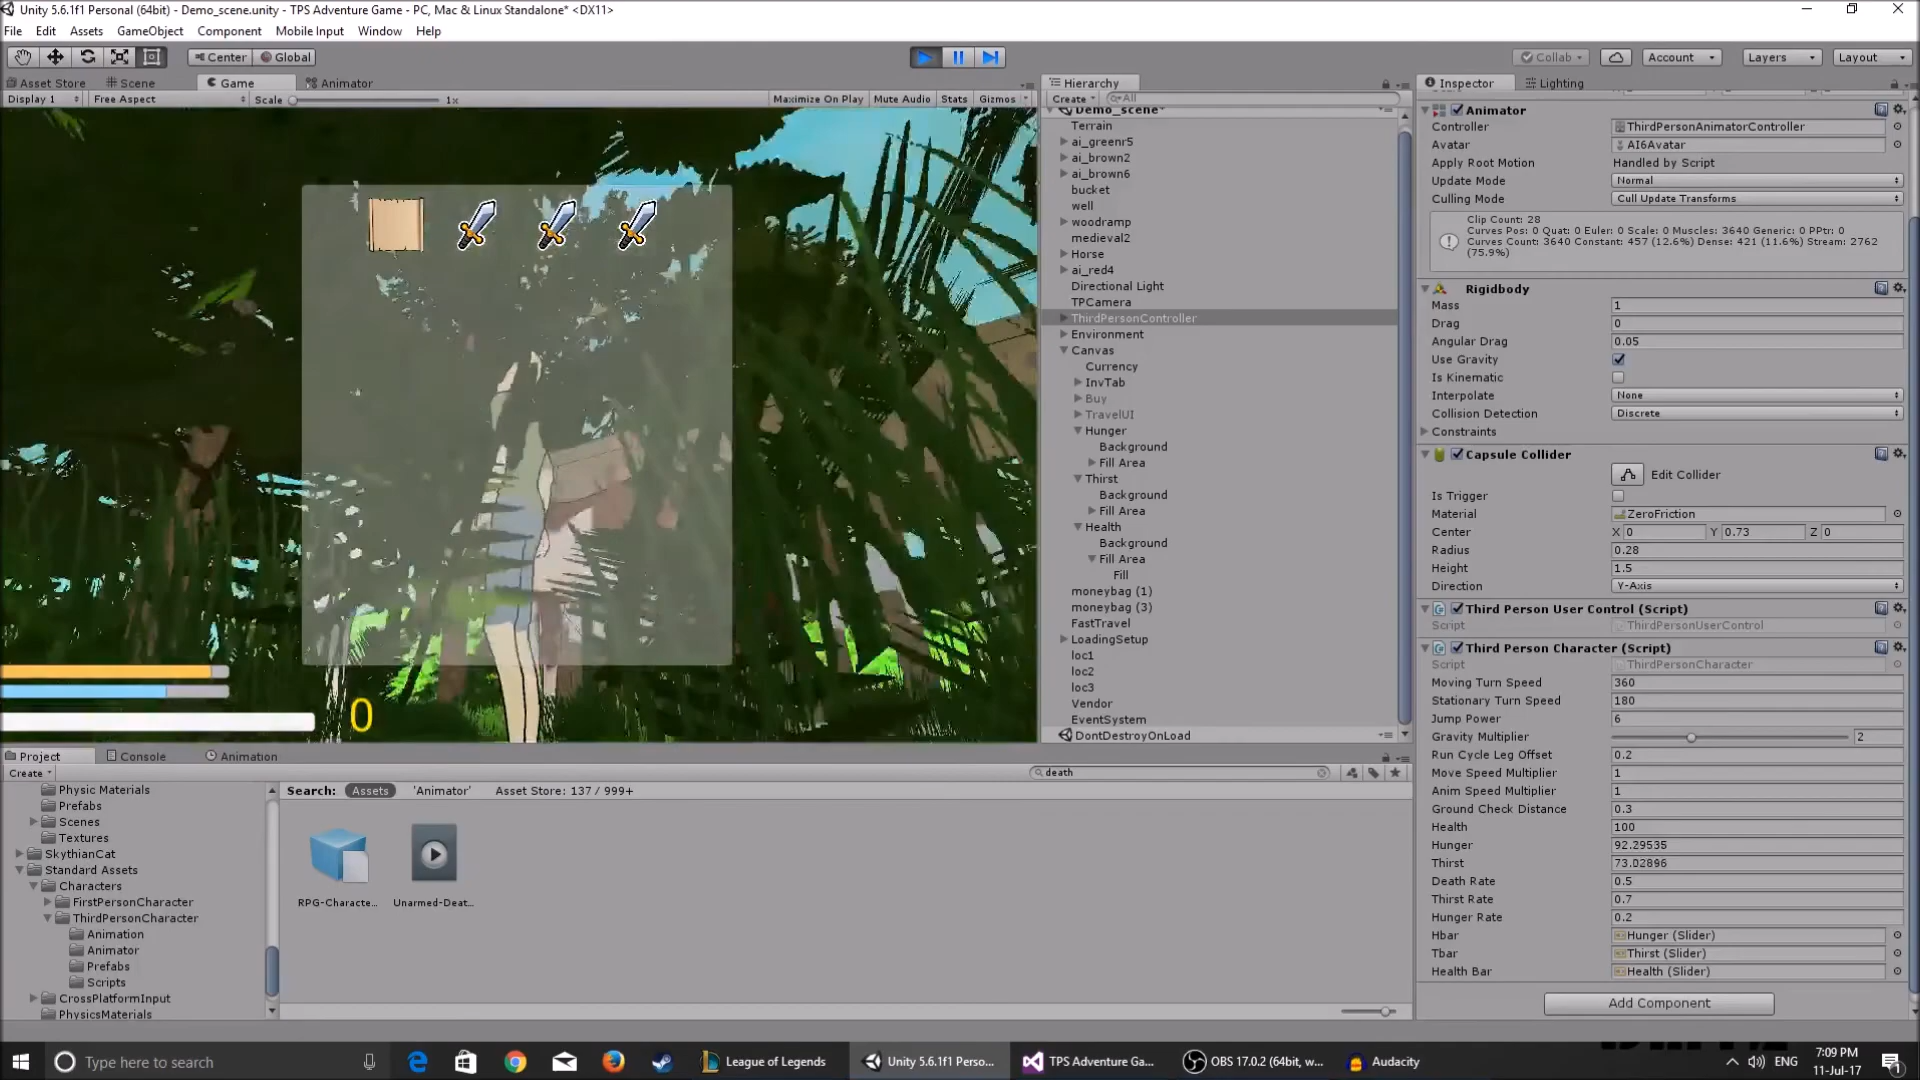 Unity 5.6.1f1 Personal (64bit) - Demo_scene.unity - TPS Adventure Game - PC, Mac & Linux Standalone* <DX11>
File Edit Assets GameObject Component Mobile Input Window Help
Center Global
Collab Account Layers Layout
Asset Store Scene Game Animator
Display 1 Free Aspect Scale 1x Maximize On Play Mute Audio Stats Gizmos
0
Hierarchy
Create All
Demo_scene*
Terrain
ai_greenr5
ai_brown2
ai_brown6
bucket
well
woodramp
medieval2
Horse
ai_red4
Directional Light
TPCamera
ThirdPersonController
Environment
Canvas
Currency
InvTab
Buy
TravelUI
Hunger
Background
Fill Area
Thirst
Background
Fill Area
Health
Background
Fill Area
Fill
moneybag (1)
moneybag (3)
FastTravel
LoadingSetup
loc1
loc2
loc3
Vendor
EventSystem
DontDestroyOnLoad
Inspector Lighting
Animator
Controller ThirdPersonAnimatorController
Avatar AI6Avatar
Apply Root Motion Handled by Script
Update Mode Normal
Culling Mode Cull Update Transforms
Clip Count: 28
Curves Pos: 0 Quat: 0 Euler: 0 Scale: 0 Muscles: 3640 Generic: 0 PPtr: 0
Curves Count: 3640 Constant: 457 (12.6%) Dense: 421 (11.6%) Stream: 2762
(75.9%)
Rigidbody
Mass 1
Drag 0
Angular Drag 0.05
Use Gravity
Is Kinematic
Interpolate None
Collision Detection Discrete
Constraints
Capsule Collider
Edit Collider
Is Trigger
Material ZeroFriction
Center X 0 Y 0.73 Z 0
Radius 0.28
Height 1.5
Direction Y-Axis
Third Person User Control (Script)
Script ThirdPersonUserControl
Third Person Character (Script)
Script ThirdPersonCharacter
Moving Turn Speed 360
Stationary Turn Speed 180
Jump Power 6
Gravity Multiplier 2
Run Cycle Leg Offset 0.2
Move Speed Multiplier 1
Anim Speed Multiplier 1
Ground Check Distance 0.3
Health 100
Hunger 92.29535
Thirst 73.02896
Death Rate 0.5
Thirst Rate 0.7
Hunger Rate 0.2
Hbar Hunger (Slider)
Tbar Thirst (Slider)
Health Bar Health (Slider)
Add Component
Project Console Animation
Create death
Physic Materials
Prefabs
Scenes
Textures
SkythianCat
Standard Assets
Characters
FirstPersonCharacter
ThirdPersonCharacter
Animation
Animator
Prefabs
Scripts
CrossPlatformInput
PhysicsMaterials
Search: Assets 'Animator' Asset Store: 137 / 999+
RPG-Characte... Unarmed-Deat...
Type here to search
League of Legends Unity 5.6.1f1 Perso... TPS Adventure Ga... OBS 17.0.2 (64bit, w... Audacity
ENG 7:09 PM
11-Jul-17
1